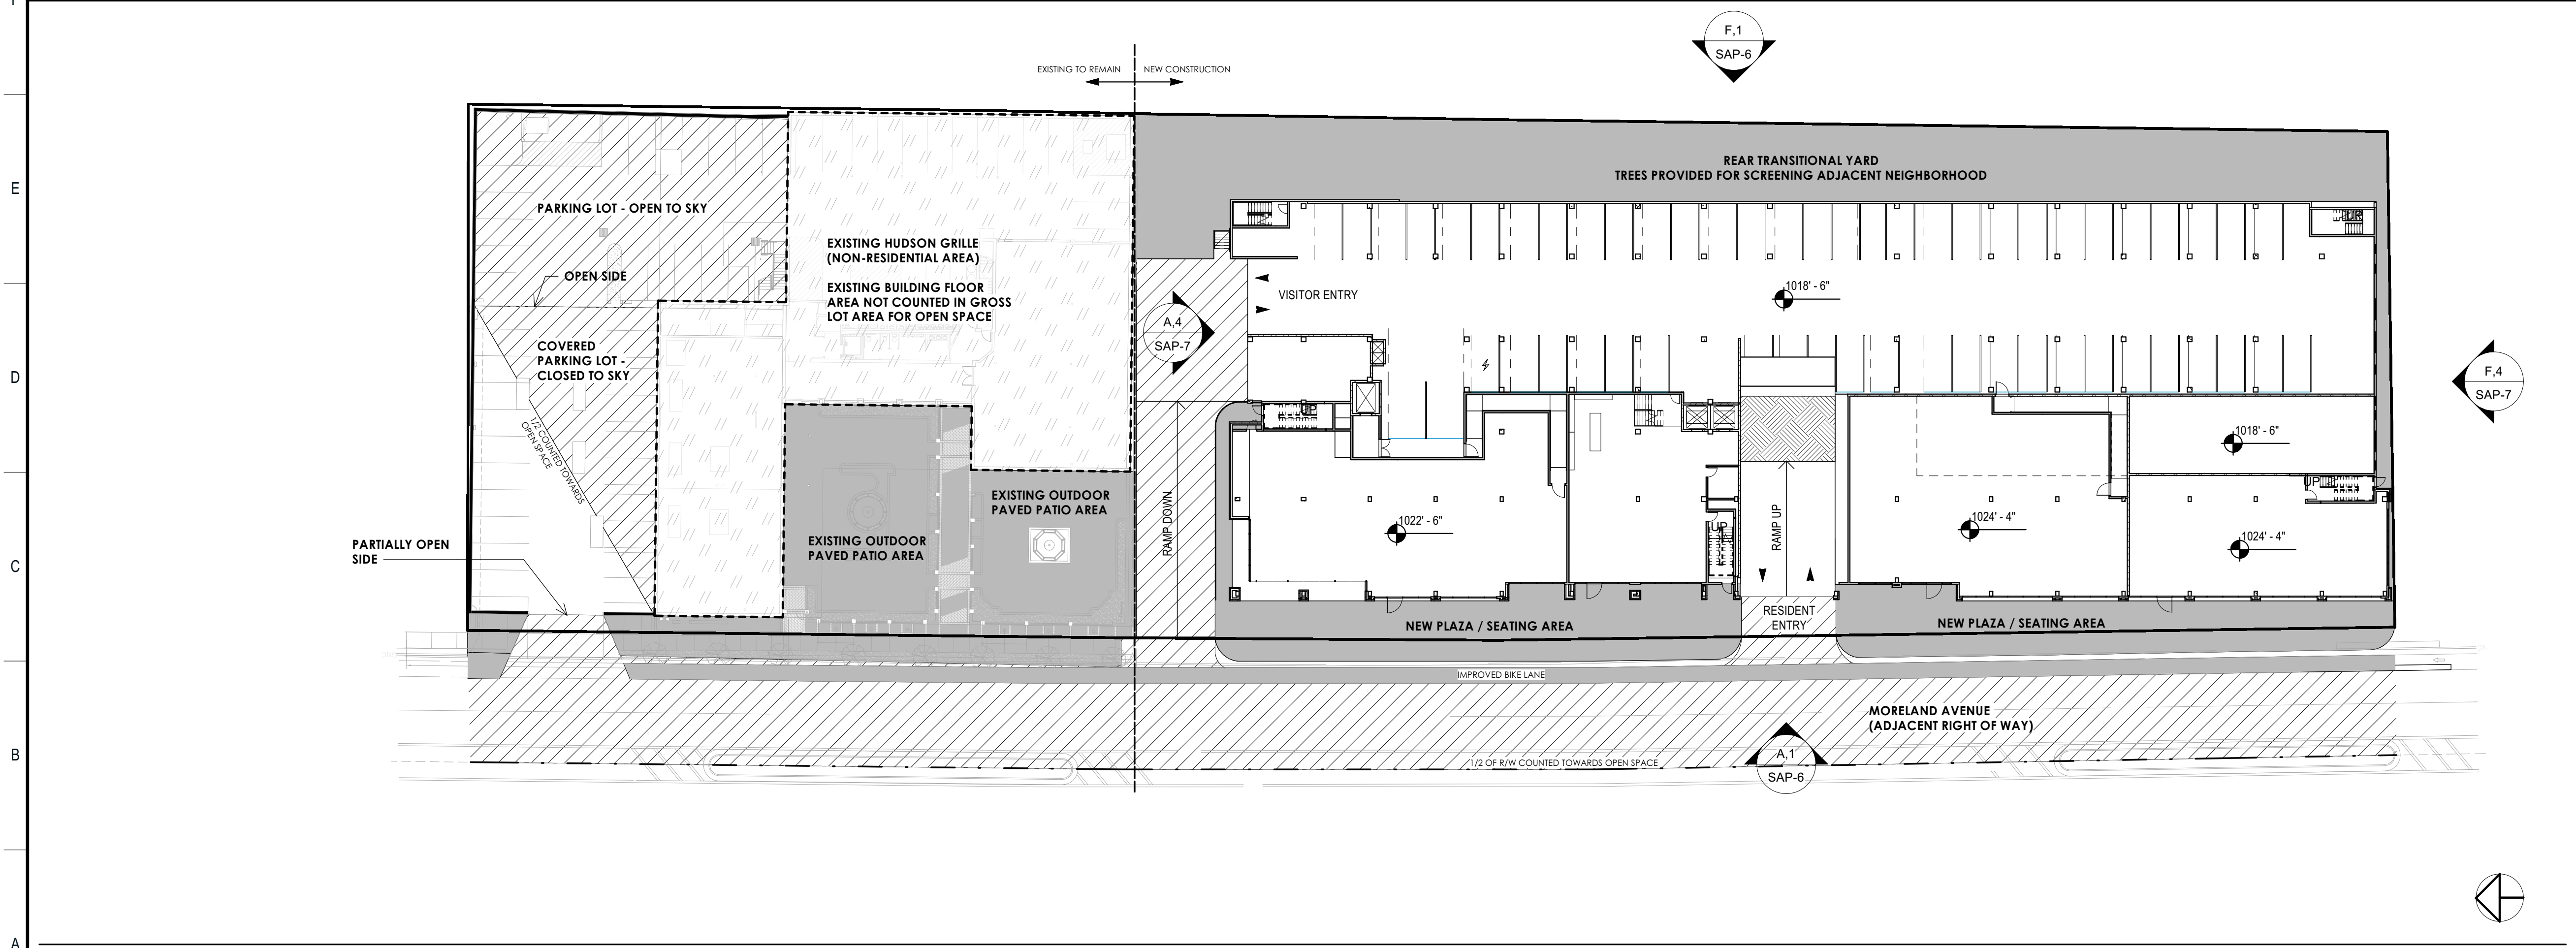 F
E
D
C
B
A
F,1
SAP-6
EXISTING TO REMAIN
NEW CONSTRUCTION
REAR TRANSITIONAL YARD
TREES PROVIDED FOR SCREENING ADJACENT NEIGHBORHOOD
PARKING LOT - OPEN TO SKY
OPEN SIDE
EXISTING HUDSON GRILLE
(NON-RESIDENTIAL AREA)
EXISTING BUILDING FLOOR
AREA NOT COUNTED IN GROSS
LOT AREA FOR OPEN SPACE
COVERED
PARKING LOT -
CLOSED TO SKY
1/2 COUNTED TOWARDS
OPEN SPACE
PARTIALLY OPEN
SIDE
EXISTING OUTDOOR
PAVED PATIO AREA
EXISTING OUTDOOR
PAVED PATIO AREA
A,4
SAP-7
VISITOR ENTRY
1018' - 6"
F,4
SAP-7
UP
RAMP DOWN
1022' - 6"
UP
RAMP UP
1024' - 4"
1018' - 6"
UP
1024' - 4"
RESIDENT
ENTRY
NEW PLAZA / SEATING AREA
NEW PLAZA / SEATING AREA
IMPROVED BIKE LANE
MORELAND AVENUE
(ADJACENT RIGHT OF WAY)
1/2 OF R/W COUNTED TOWARDS OPEN SPACE
A,1
SAP-6